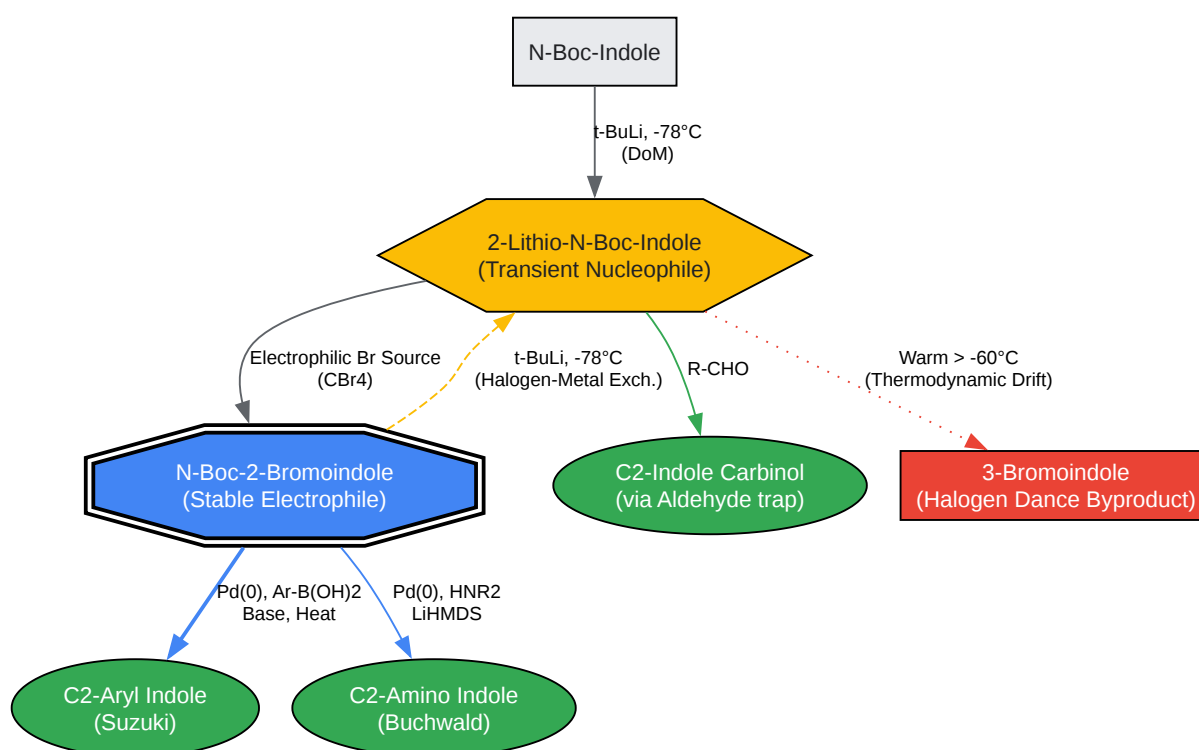 N-Boc-Indole
t-BuLi, -78°C
(DoM)
2-Lithio-N-Boc-Indole
(Transient Nucleophile)
Electrophilic Br Source
(CBr4)
t-BuLi, -78°C
(Halogen-Metal Exch.)
R-CHO
Warm > -60°C
(Thermodynamic Drift)
N-Boc-2-Bromoindole
(Stable Electrophile)
C2-Indole Carbinol
(via Aldehyde trap)
3-Bromoindole
(Halogen Dance Byproduct)
Pd(0), Ar-B(OH)2
Base, Heat
Pd(0), HNR2
LiHMDS
C2-Aryl Indole
(Suzuki)
C2-Amino Indole
(Buchwald)